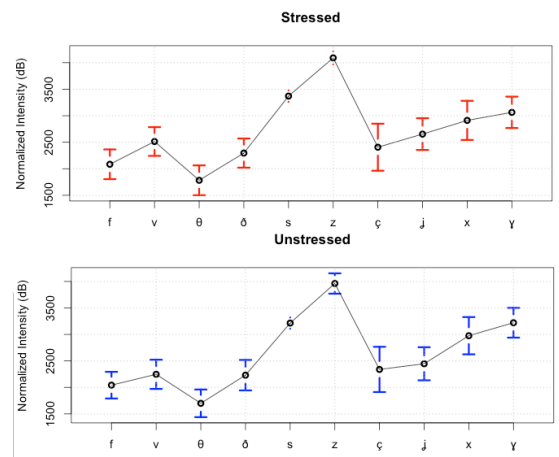 Stressed
Normalized Intensity (dB)
3500
2500
1500
f v θ ð s z ç ʝ x ɣ
Unstressed
Normalized Intensity (dB)
3500
2500
1500
f v θ ð s z ç ʝ x ɣ